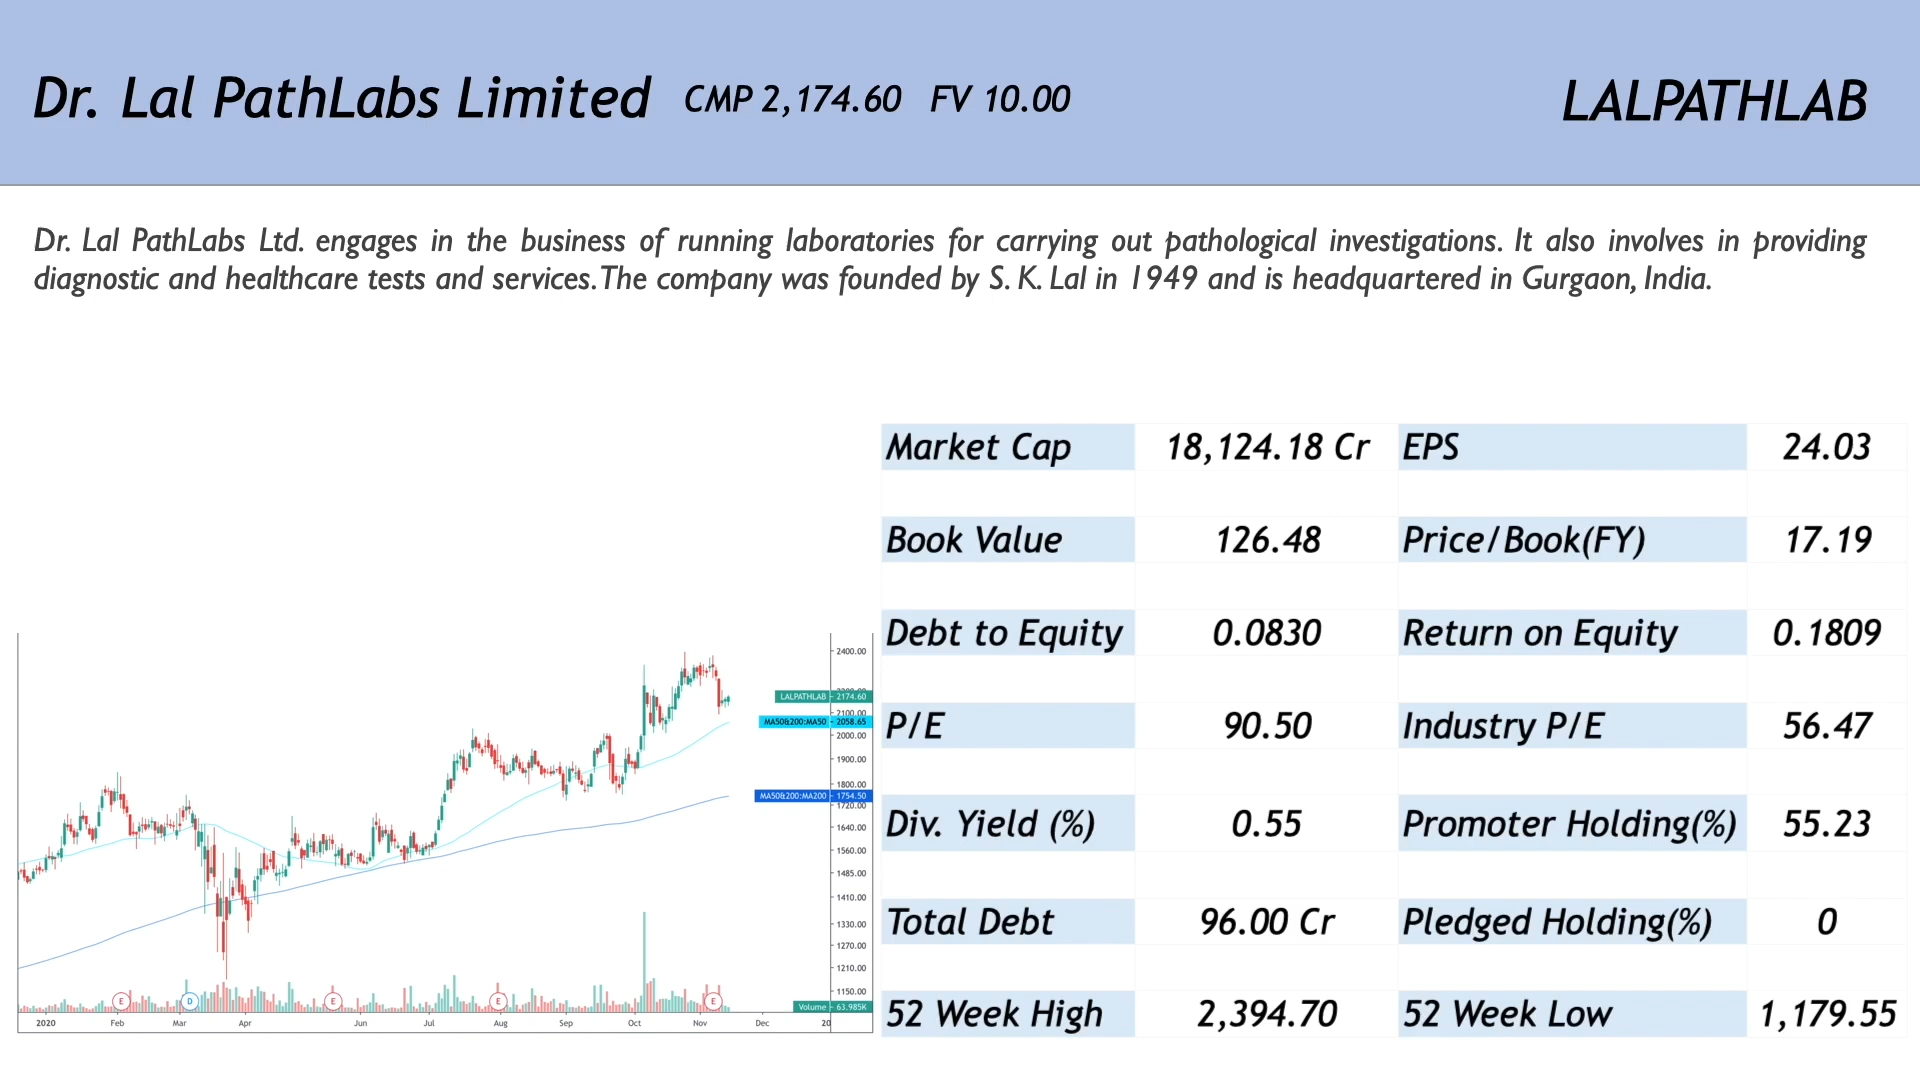 Dr. Lal PathLabs Limited CMP 2,174.60 FV 10.00 LALPATHLAB
Dr. Lal PathLabs Ltd. engages in the business of running laboratories for carrying out pathological investigations. It also involves in providing
diagnostic and healthcare tests and services. The company was founded by S. K. Lal in 1949 and is headquartered in Gurgaon, India.
Market Cap 18,124.18 Cr EPS 24.03
Book Value 126.48 Price/Book(FY) 17.19
Debt to Equity 0.0830 Return on Equity 0.1809
P/E 90.50 Industry P/E 56.47
Div. Yield (%) 0.55 Promoter Holding(%) 55.23
Total Debt 96.00 Cr Pledged Holding(%) 0
52 Week High 2,394.70 52 Week Low 1,179.55
2400.00
LALPATHLAB 2174.60
2100.00
MA50&200:MA50 2058.65
2000.00
1900.00
1800.00
MA50&200:MA200 1754.50
1720.00
1640.00
1560.00
1485.00
1410.00
1330.00
1270.00
1210.00
1150.00
E D E E E
Volume 63.985K
2020 Feb Mar Apr Jun Jul Aug Sep Oct Nov Dec 20